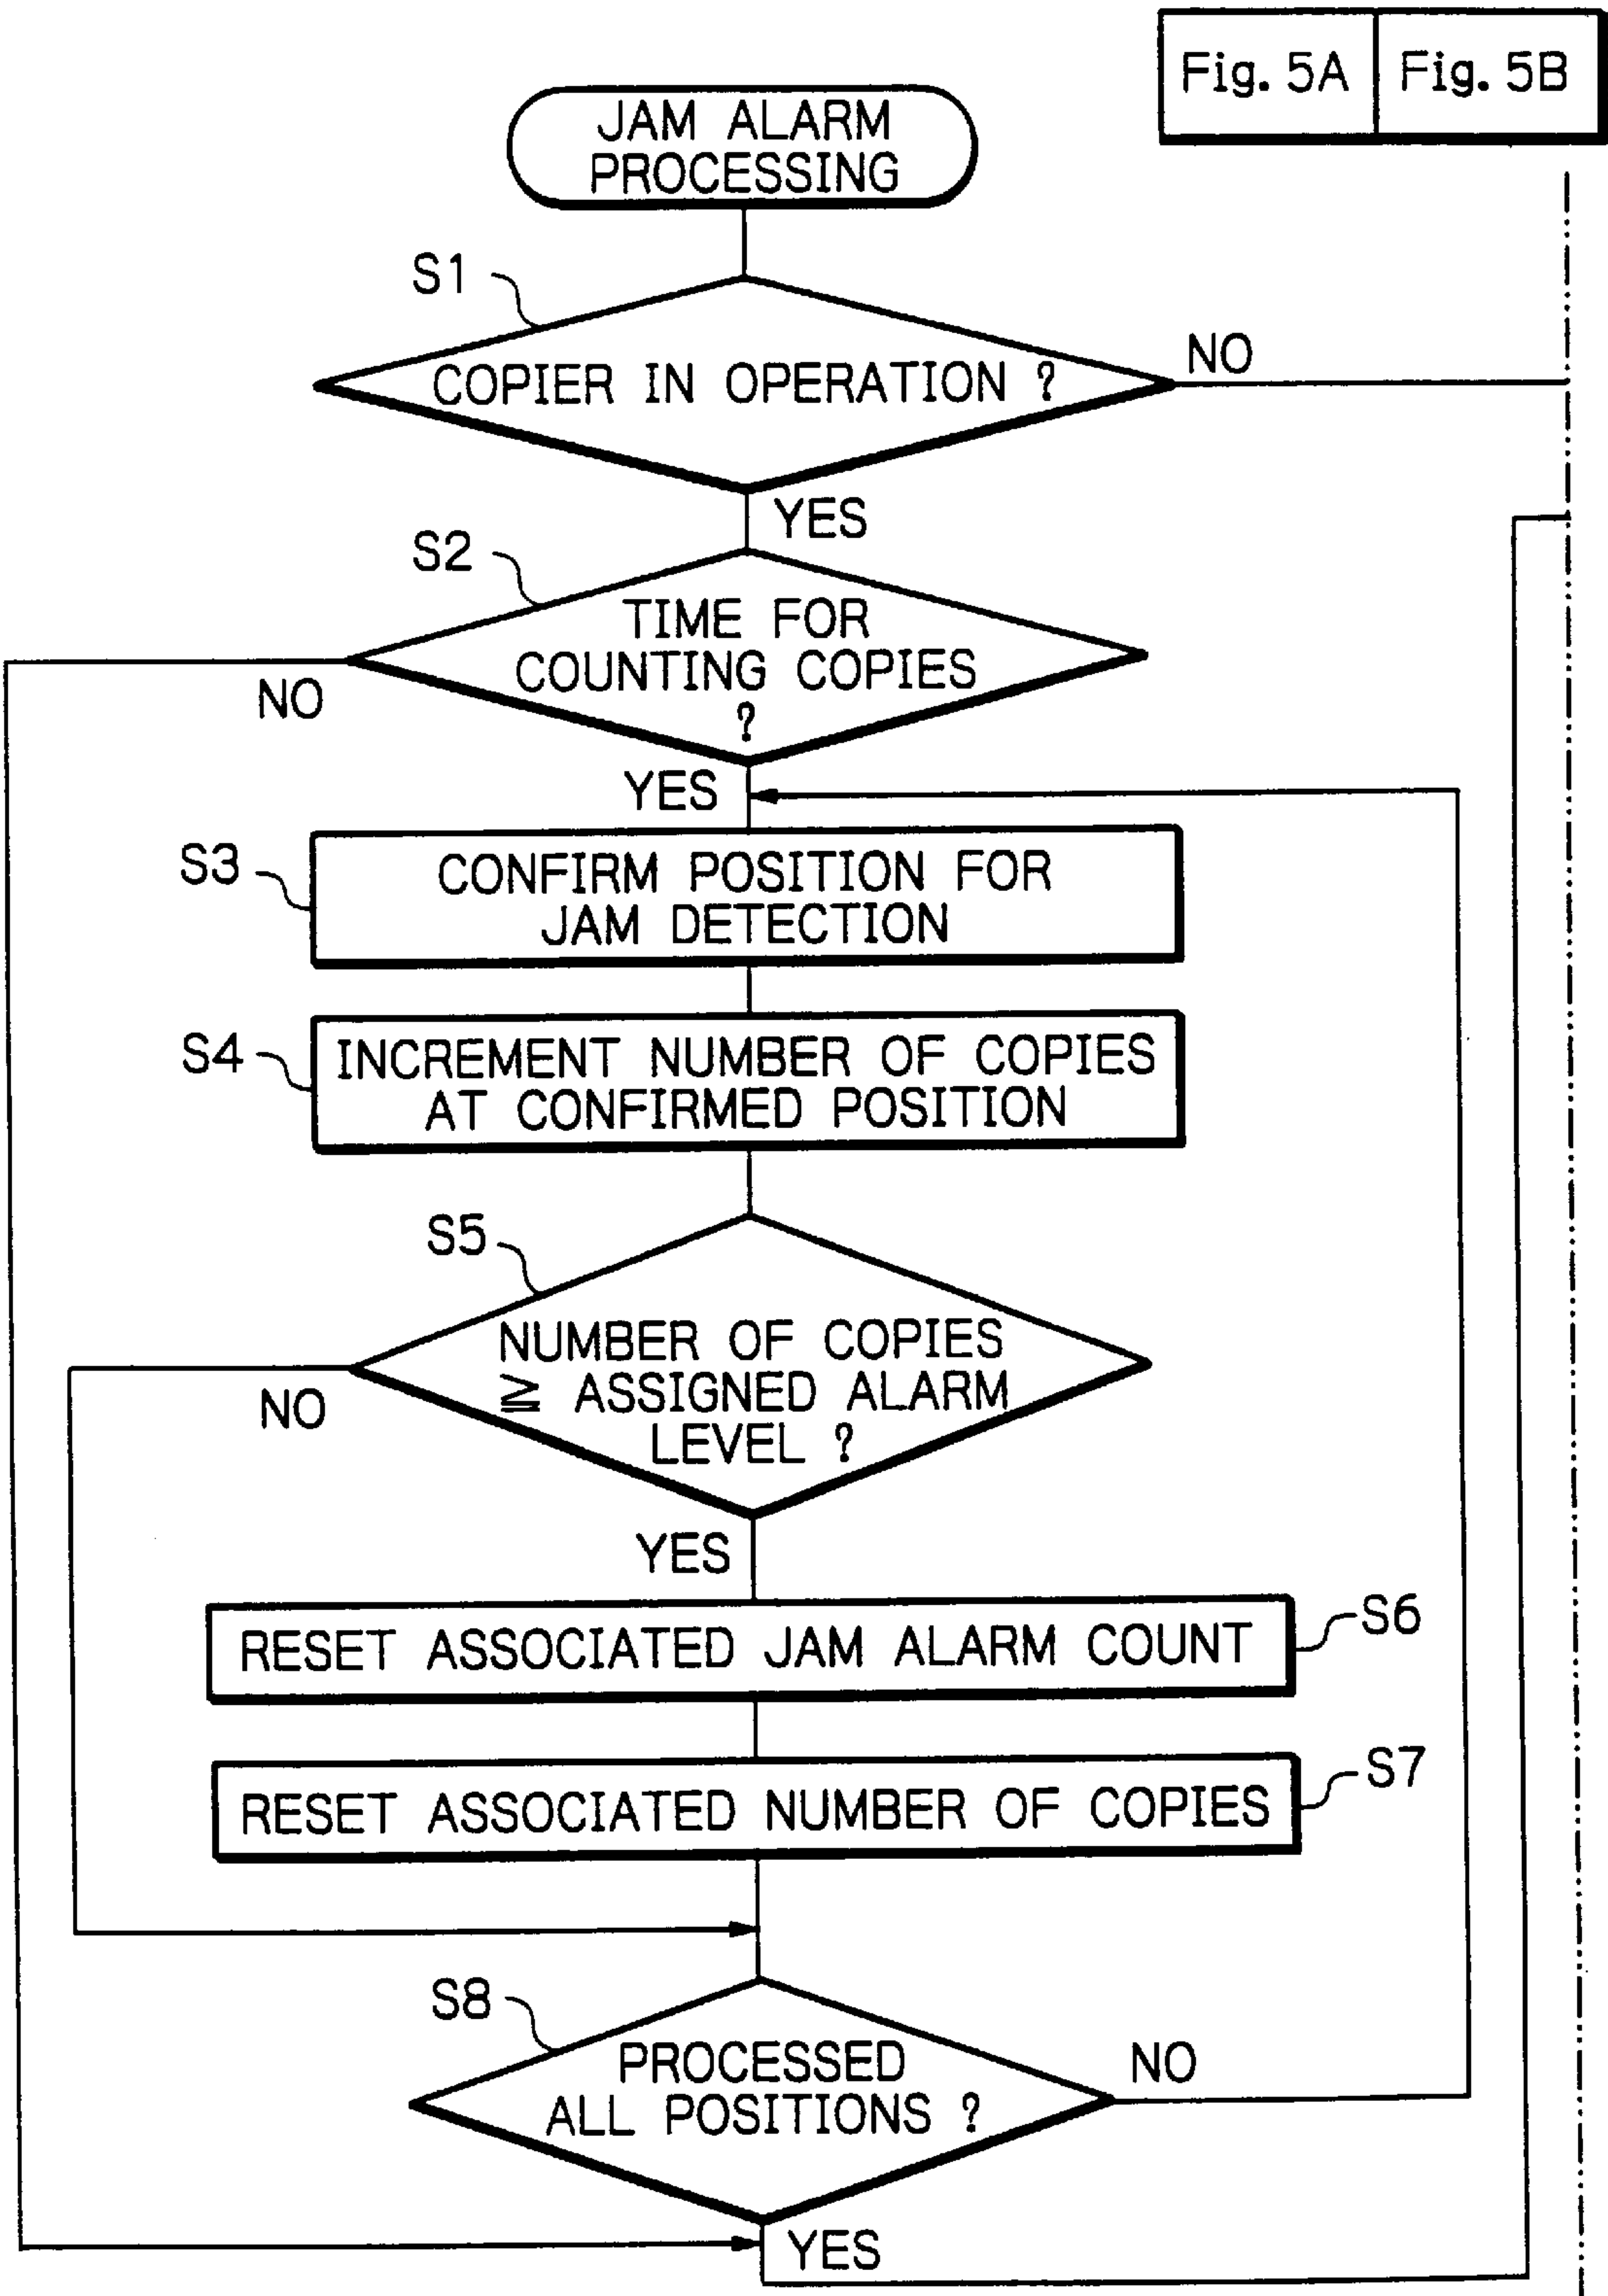 Fig. 5A
Fig. 5B
JAM ALARM
PROCESSING
S1
COPIER IN OPERATION ?
NO
YES
S2
TIME FOR
COUNTING COPIES
?
NO
YES
S3
CONFIRM POSITION FOR
JAM DETECTION
S4
INCREMENT NUMBER OF COPIES
AT CONFIRMED POSITION
S5
NUMBER OF COPIES
≧ ASSIGNED ALARM
LEVEL ?
NO
YES
RESET ASSOCIATED JAM ALARM COUNT
S6
RESET ASSOCIATED NUMBER OF COPIES
S7
S8
PROCESSED
ALL POSITIONS ?
NO
YES